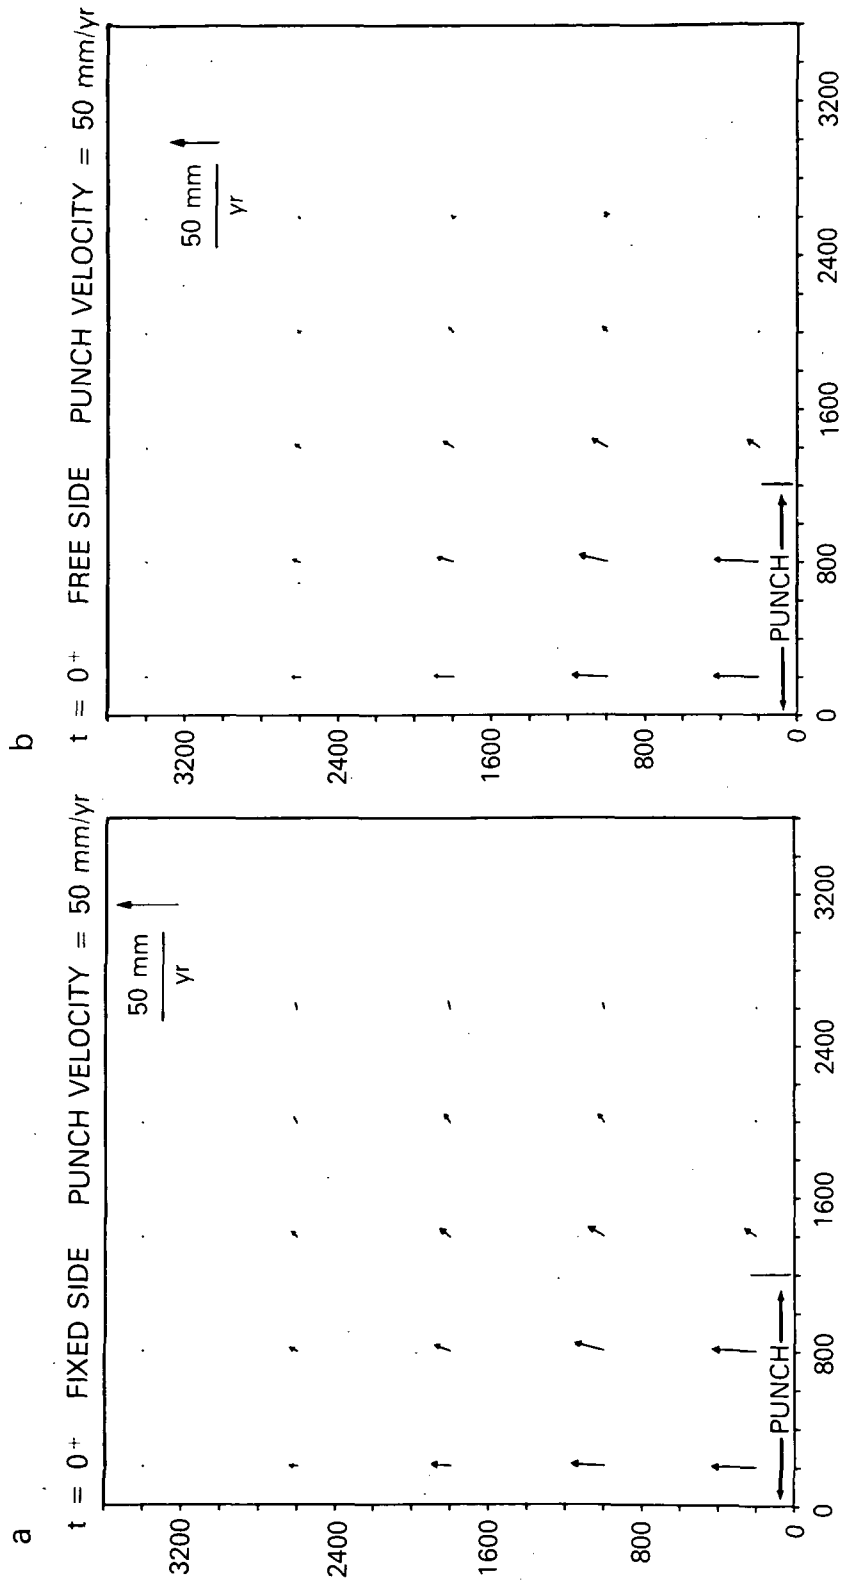 a
t = 0+ FIXED SIDE PUNCH VELOCITY = 50 mm/yr
50 mm
yr
3200
2400
1600
800
0
PUNCH
0 800 1600 2400 3200
b
t = 0+ FREE SIDE PUNCH VELOCITY = 50 mm/yr
50 mm
yr
3200
2400
1600
800
0
PUNCH
0 800 1600 2400 3200